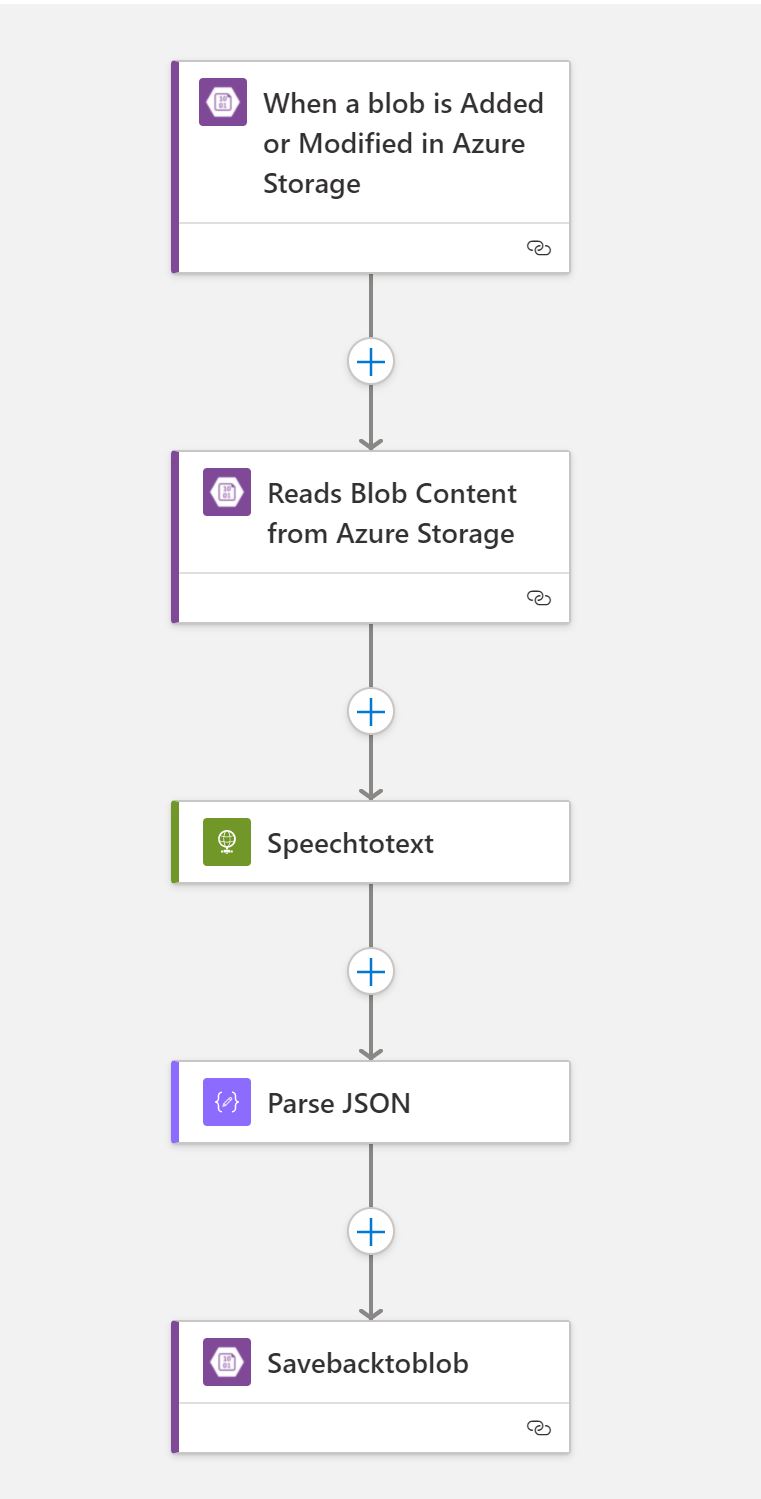 When a blob is Added
or Modified in Azure
Storage
Reads Blob Content
from Azure Storage
Speechtotext
Parse JSON
Savebacktoblob